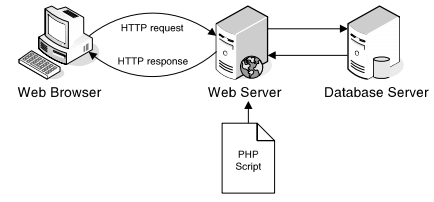 HTTP request
HTTP response
Web Browser
Web Server
Database Server
PHP
Script